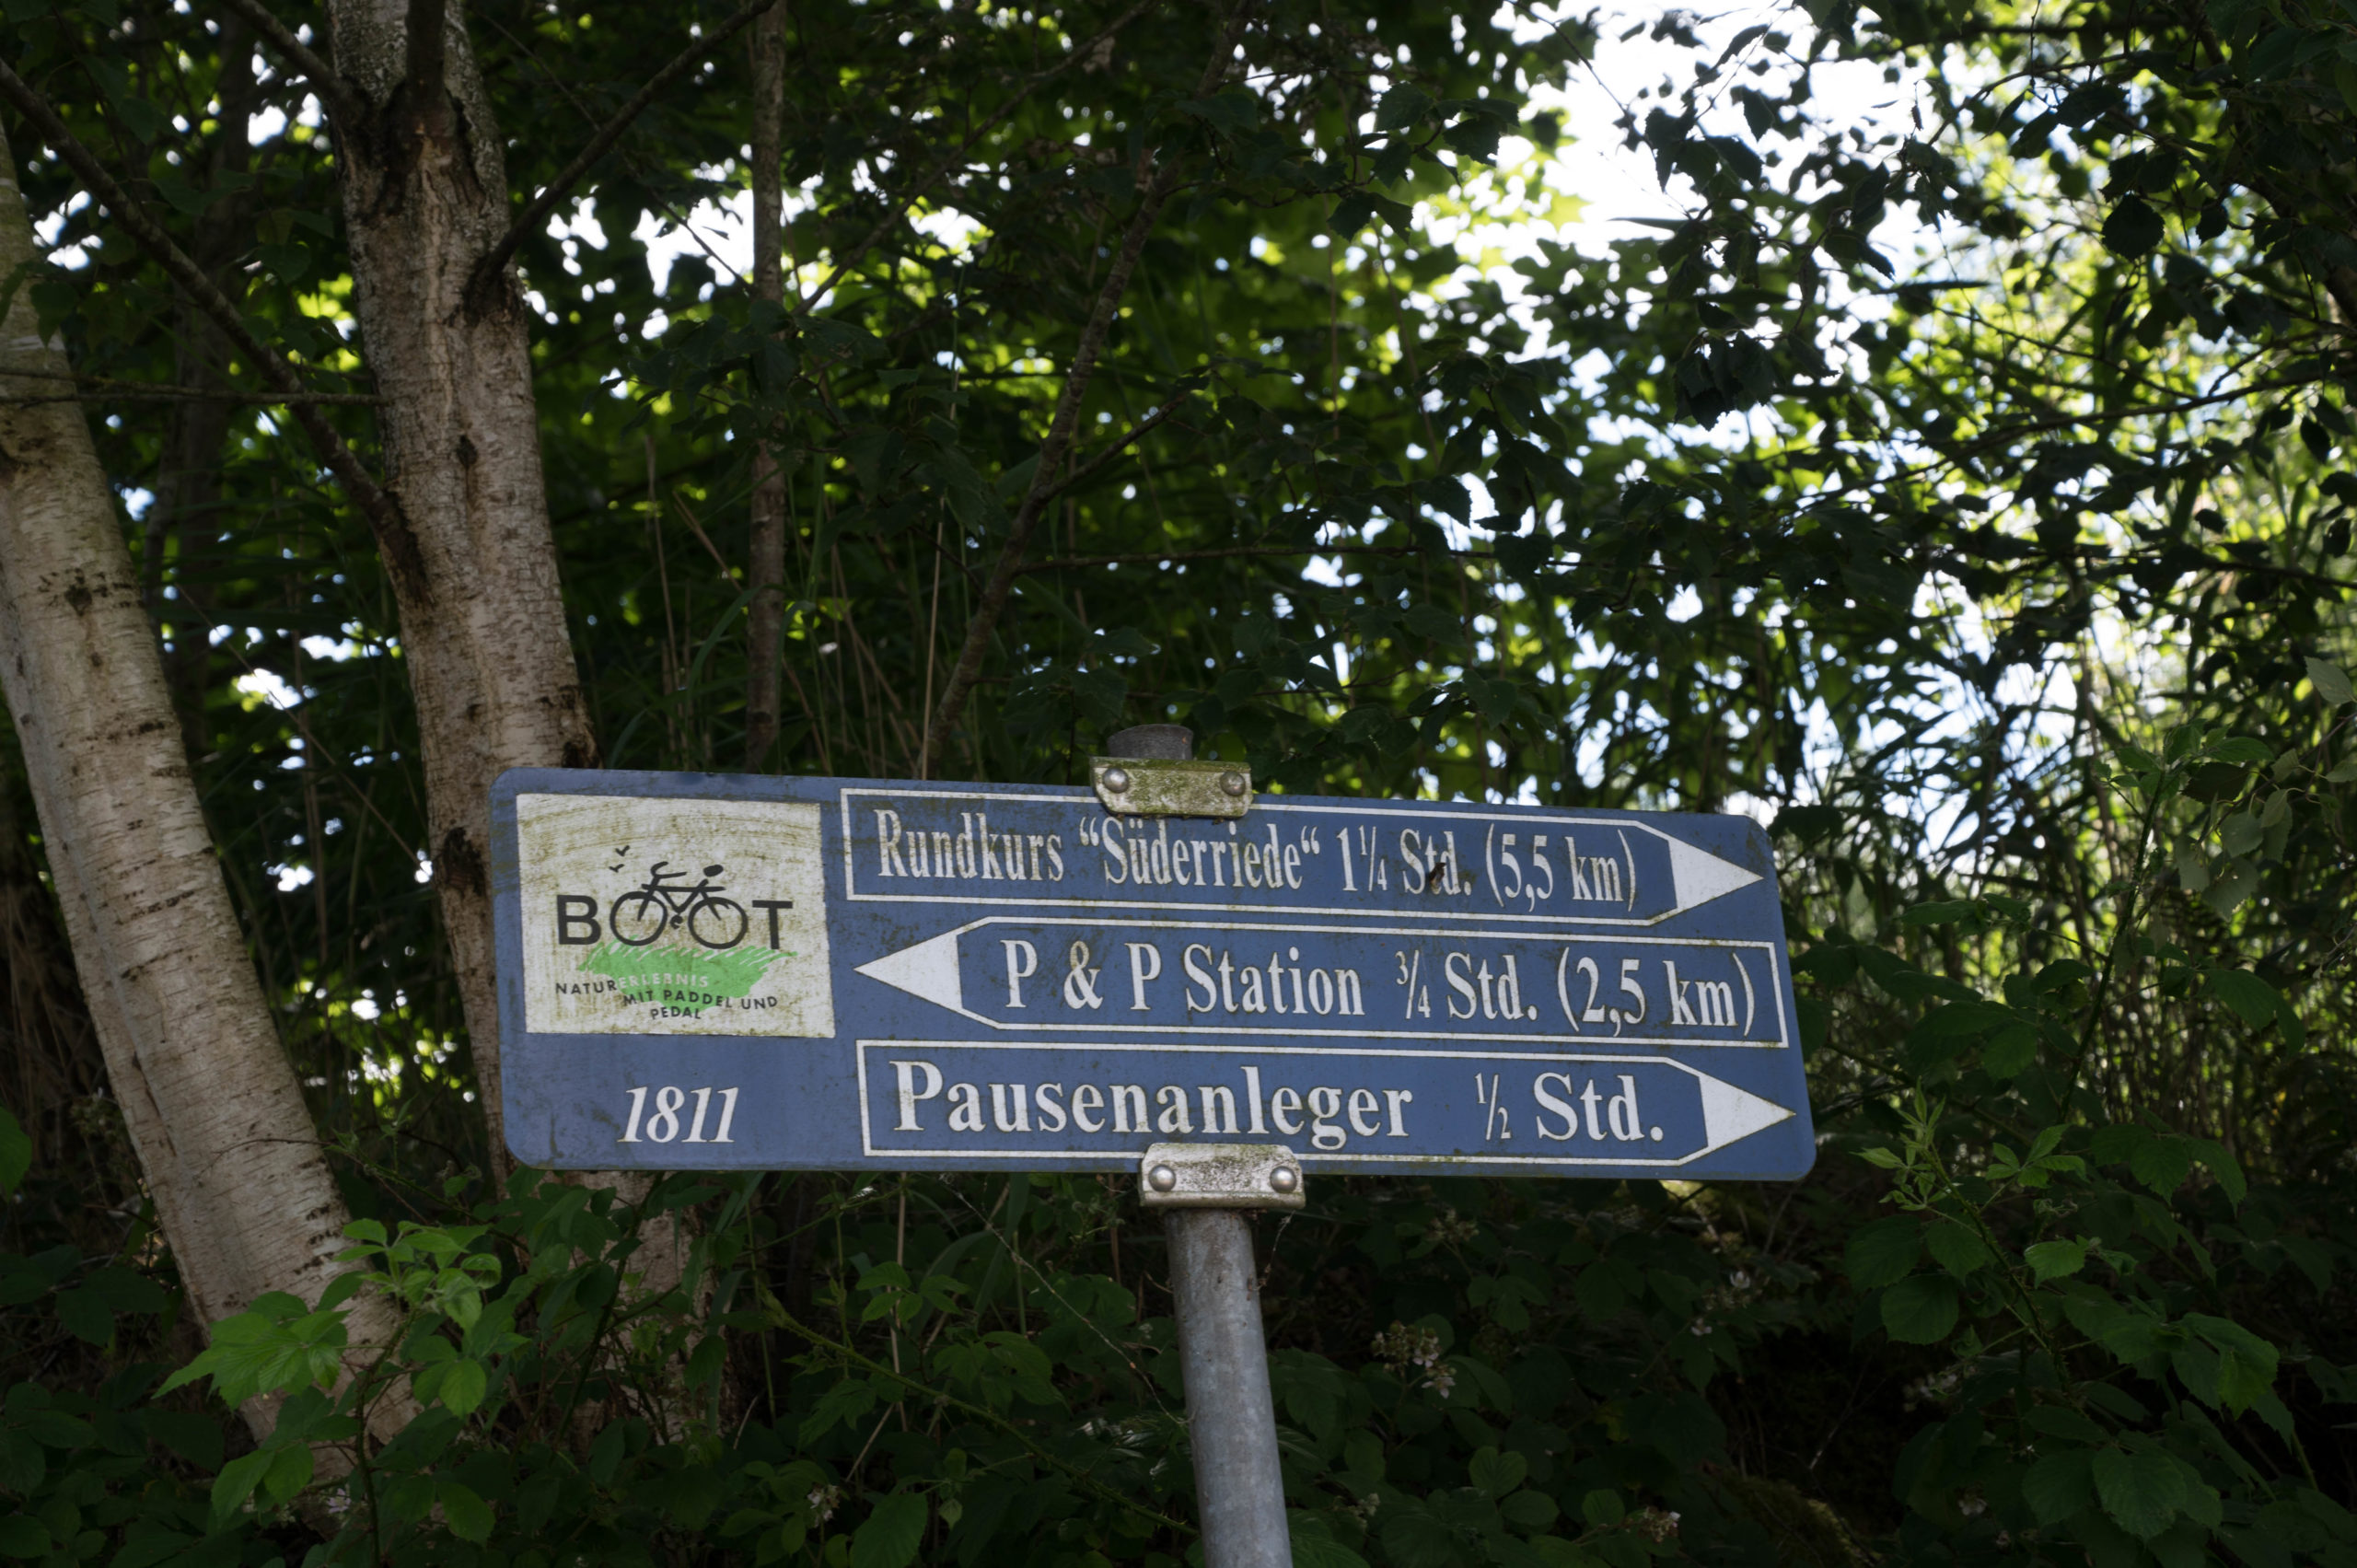 BOOT
NATURERLEBNIS
MIT PADDEL UND
PEDAL
1811
Rundkurs “Süderriede“ 1¼ Std. (5,5 km)
P & P Station ¾ Std. (2,5 km)
Pausenanleger ½ Std.